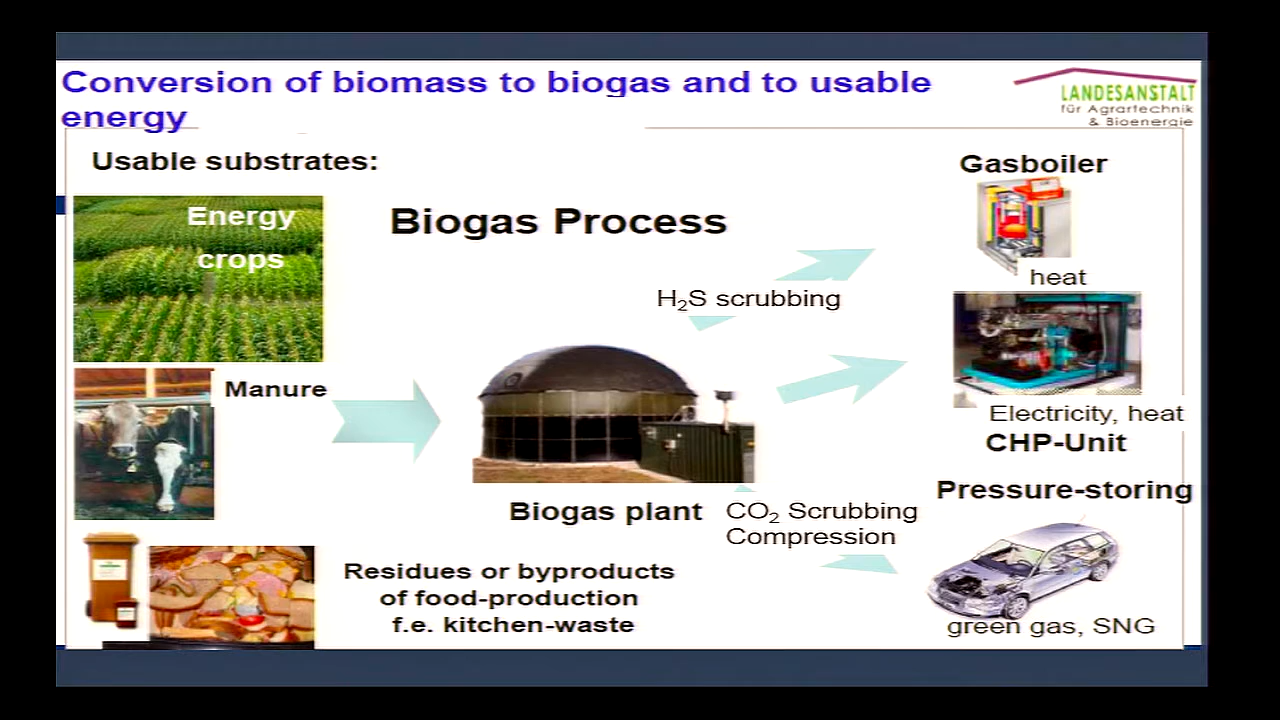 Conversion of biomass to biogas and to usable
energy
LANDESANSTALT
für Agrartechnik
& Bioenergie
Usable substrates:
Energy
crops
Manure
Residues or byproducts
of food-production
f.e. kitchen-waste
Biogas Process
H₂S scrubbing
Biogas plant
CO₂ Scrubbing
Compression
Gasboiler
heat
Electricity, heat
CHP-Unit
Pressure-storing
green gas, SNG